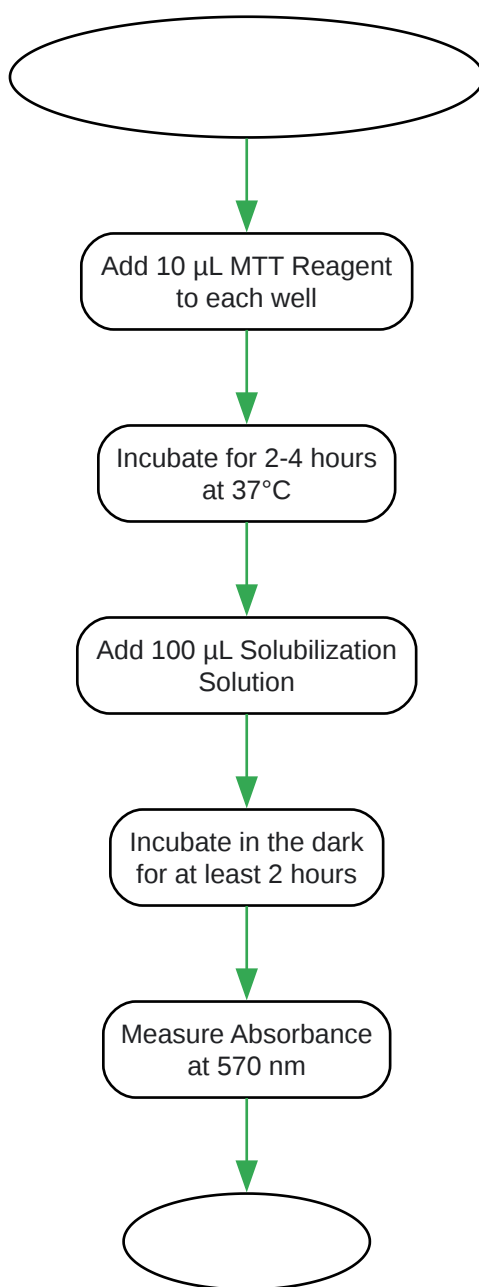 Add 10 µL MTT Reagent
to each well
Incubate for 2-4 hours
at 37°C
Add 100 µL Solubilization
Solution
Incubate in the dark
for at least 2 hours
Measure Absorbance
at 570 nm